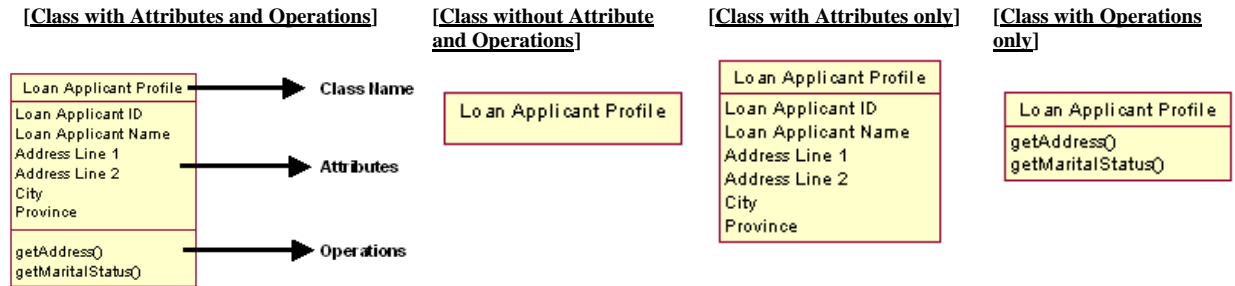 [Class with Attributes and Operations]
Loan Applicant Profile
Class Name
Loan Applicant ID
Loan Applicant Name
Address Line 1
Address Line 2
City
Province
Attributes
getAddress()
getMaritalStatus()
Operations
[Class without Attribute
and Operations]
Loan Applicant Profile
[Class with Attributes only]
Loan Applicant Profile
Loan Applicant ID
Loan Applicant Name
Address Line 1
Address Line 2
City
Province
[Class with Operations
only]
Loan Applicant Profile
getAddress()
getMaritalStatus()